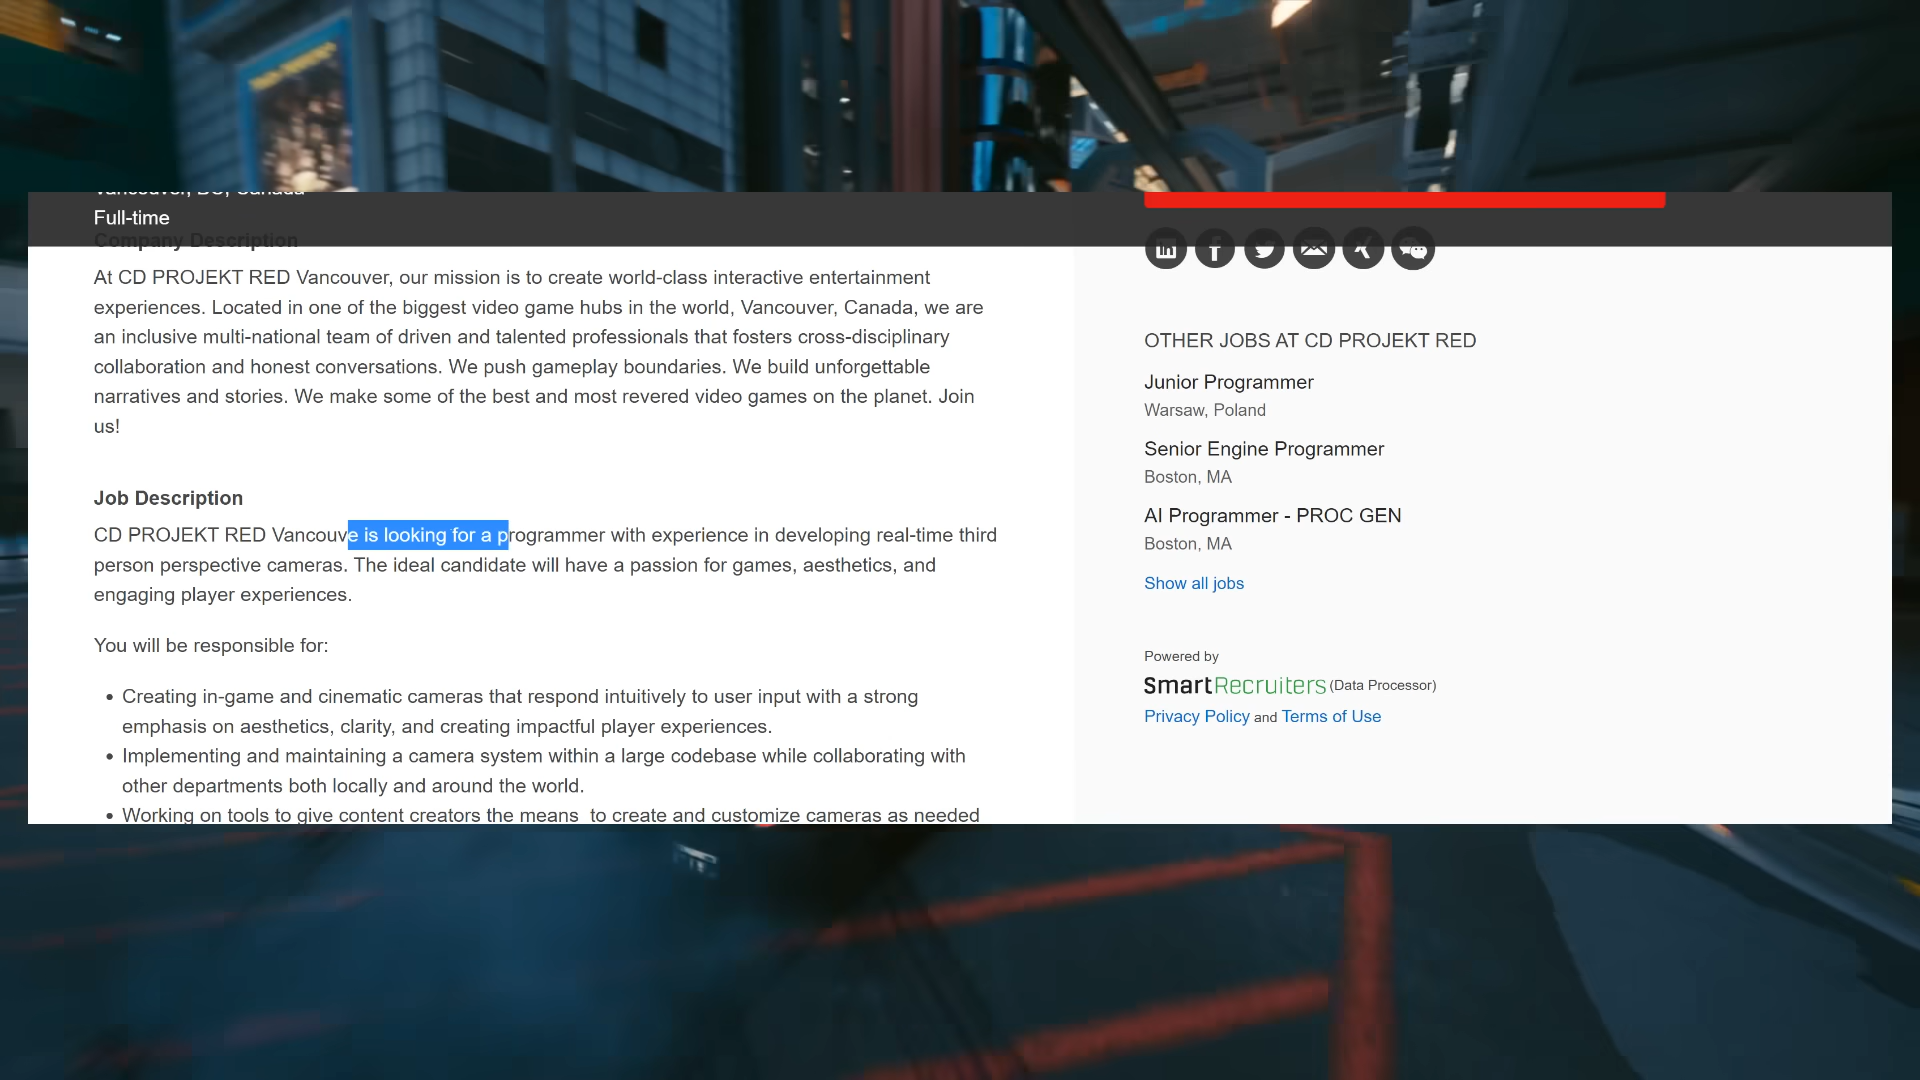 Vancouver, BC, Canada
Full-time
Company Description
At CD PROJEKT RED Vancouver, our mission is to create world-class interactive entertainment
experiences. Located in one of the biggest video game hubs in the world, Vancouver, Canada, we are
an inclusive multi-national team of driven and talented professionals that fosters cross-disciplinary
collaboration and honest conversations. We push gameplay boundaries. We build unforgettable
narratives and stories. We make some of the best and most revered video games on the planet. Join
us!
Job Description
CD PROJEKT RED Vancouve is looking for a programmer with experience in developing real-time third
person perspective cameras. The ideal candidate will have a passion for games, aesthetics, and
engaging player experiences.
You will be responsible for:
• Creating in-game and cinematic cameras that respond intuitively to user input with a strong
emphasis on aesthetics, clarity, and creating impactful player experiences.
• Implementing and maintaining a camera system within a large codebase while collaborating with
other departments both locally and around the world.
• Working on tools to give content creators the means  to create and customize cameras as needed
OTHER JOBS AT CD PROJEKT RED
Junior Programmer
Warsaw, Poland
Senior Engine Programmer
Boston, MA
AI Programmer - PROC GEN
Boston, MA
Show all jobs
Powered by
SmartRecruiters (Data Processor)
Privacy Policy and Terms of Use